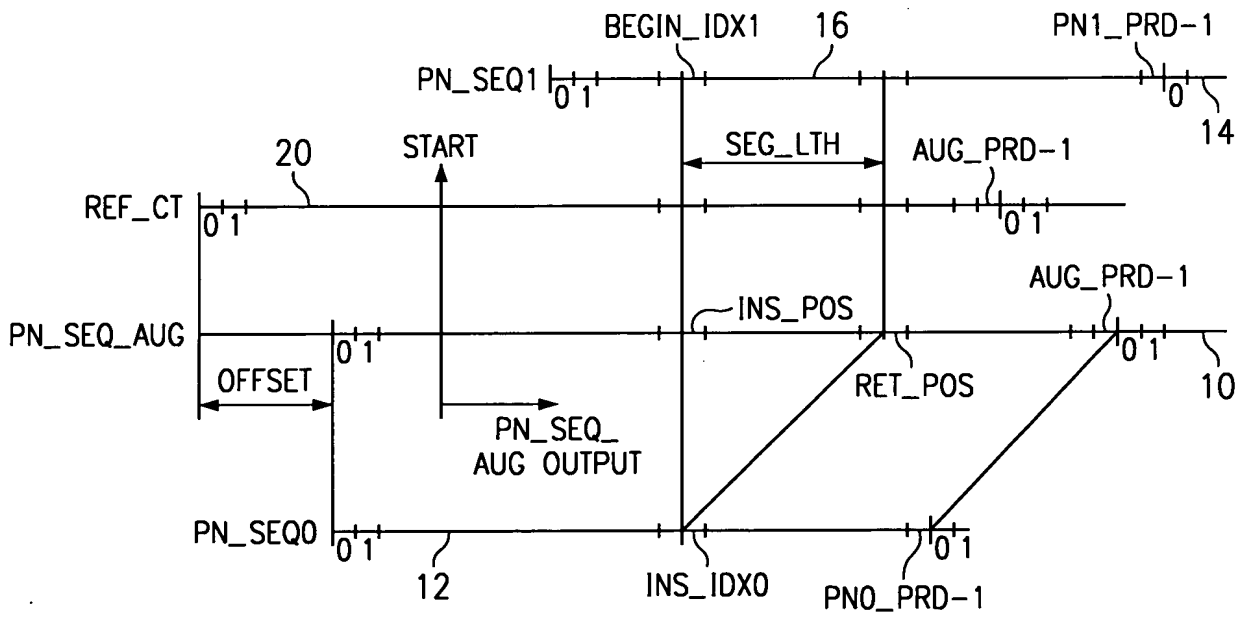 BEGIN_IDX1
16
PN1_PRD-1
PN_SEQ1
0 1
0
14
20
START
SEG_LTH
AUG_PRD-1
REF_CT
0 1
0 1
AUG_PRD-1
INS_POS
PN_SEQ_AUG
0 1
0 1
OFFSET
RET_POS
10
PN_SEQ_
AUG OUTPUT
PN_SEQ0
0 1
0 1
12
INS_IDX0
PN0_PRD-1